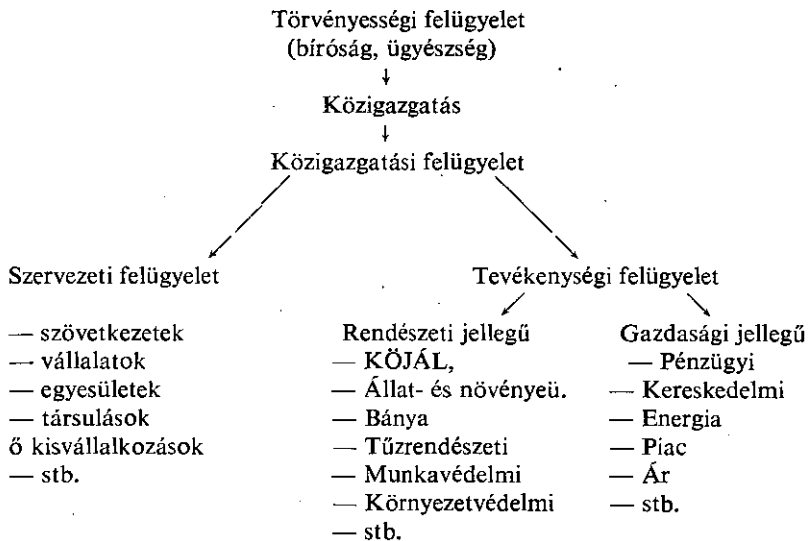 Törvényességi felügyelet
(bíróság, ügyészség)
Közigazgatás
Közigazgatási felügyelet
Szervezeti felügyelet
— szövetkezetek
— vállalatok
— egyesületek
— társulások
ő kisvállalkozások
— stb.
Tevékenységi felügyelet
Rendészeti jellegű
— KÖJÁL,
— Állat- és növényeü.
— Bánya
— Tűzrendészeti
— Munkavédelmi
— Környezetvédelmi
— stb.
Gazdasági jellegű
— Pénzügyi
— Kereskedelmi
— Energia
— Piac
— Ár
— stb.